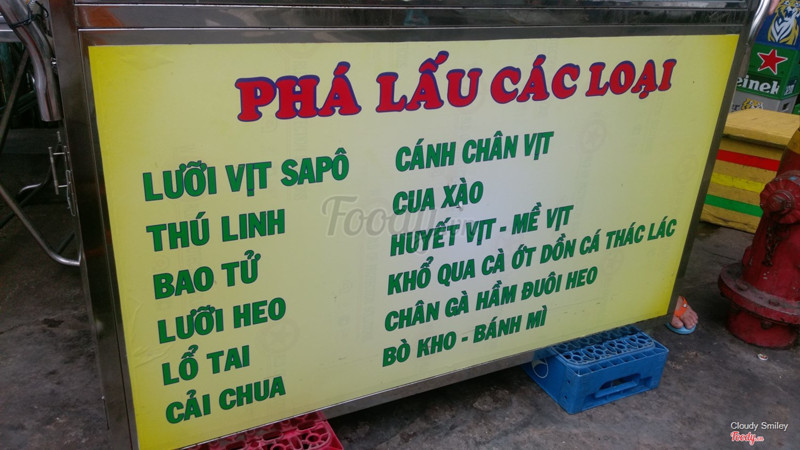 PHÁ LẤU CÁC LOẠI
LƯỠI VỊT SAPÔ
THÚ LINH
BAO TỬ
LƯỠI HEO
LỔ TAI
CẢI CHUA
CÁNH CHÂN VỊT
CUA XÀO
HUYẾT VỊT - MỀ VỊT
KHỔ QUA CÀ ỚT DỒN CÁ THÁC LÁC
CHÂN GÀ HẦM ĐUÔI HEO
BÒ KHO - BÁNH MÌ
Foody.vn
Heineken
Cloudy Smiley
Foody.vn